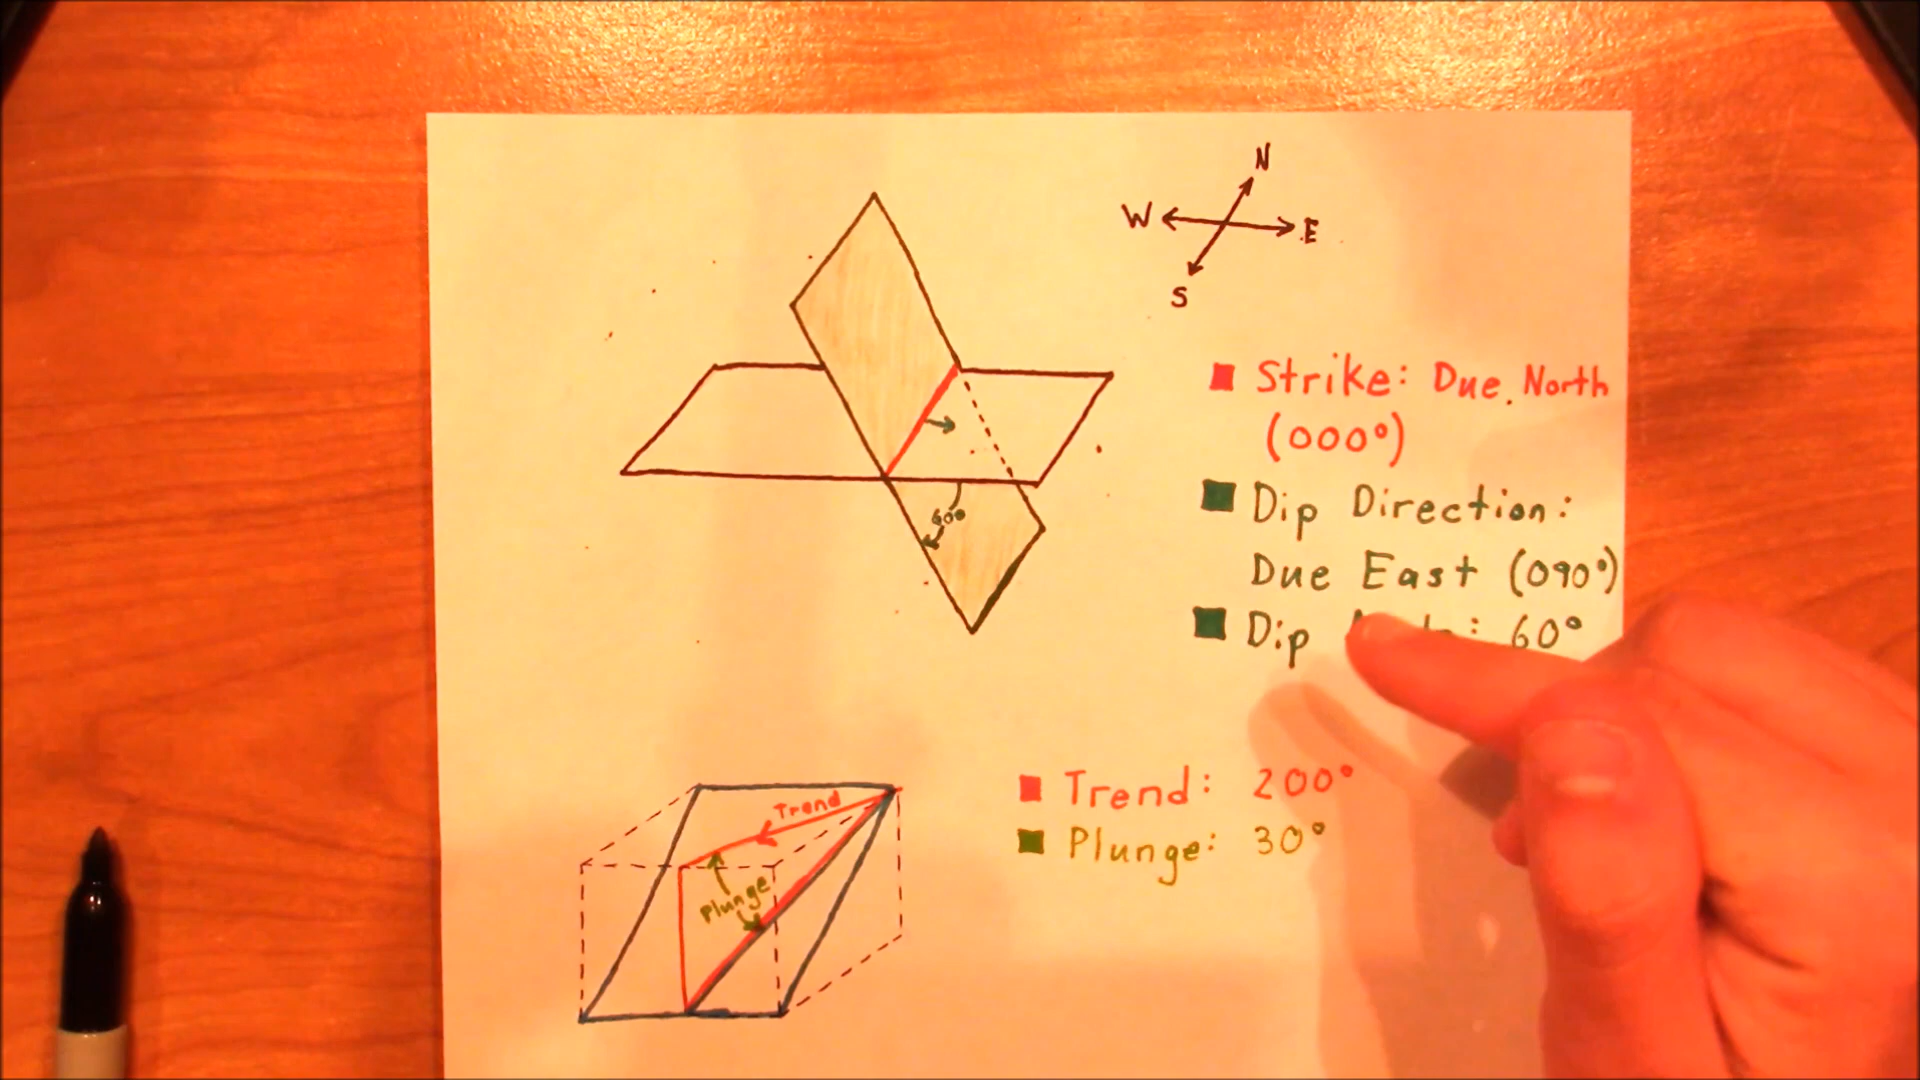 N
W
E
S
Strike: Due North
(000°)
Dip Direction:
Due East (090°)
Dip : 60°
60°
Trend: 200°
Plunge: 30°
Trend
Plunge